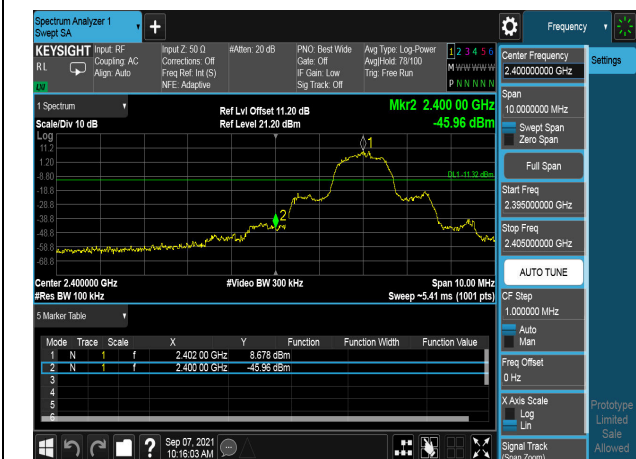 Spectrum Analyzer 1
Swept SA
+
Frequency
KEYSIGHT
R L
LXI
Input: RF
Coupling: AC
Align: Auto
Input Z: 50 Ω
Corrections: Off
Freq Ref: Int (S)
NFE: Adaptive
#Atten: 20 dB
PNO: Best Wide
Gate: Off
IF Gain: Low
Sig Track: Off
Avg Type: Log-Power
Avg|Hold: 78/100
Trig: Free Run
1 2 3 4 5 6
M W W W W W
P N N N N N
1 Spectrum
Scale/Div 10 dB
Log
Ref Lvl Offset 11.20 dB
Ref Level 21.20 dBm
Mkr2 2.400 00 GHz
-45.96 dBm
11.2
1.20
-8.80
-18.8
-28.8
-38.8
-48.8
-58.8
-68.8
1
2
DL1 -11.32 dBm
Center 2.400000 GHz
#Res BW 100 kHz
#Video BW 300 kHz
Span 10.00 MHz
Sweep ~5.41 ms (1001 pts)
5 Marker Table
Mode Trace Scale X Y Function Function Width Function Value
1 N 1 f 2.402 00 GHz 8.678 dBm
2 N 1 f 2.400 00 GHz -45.96 dBm
3
4
5
6
Sep 07, 2021
10:16:03 AM
?
Center Frequency
2.400000000 GHz
Span
10.0000000 MHz
Swept Span
Zero Span
Full Span
Start Freq
2.395000000 GHz
Stop Freq
2.405000000 GHz
AUTO TUNE
CF Step
1.000000 MHz
Auto
Man
Freq Offset
0 Hz
X Axis Scale
Log
Lin
Signal Track
(Span Zoom)
Settings
Prototype
Limited
Sale
Allowed